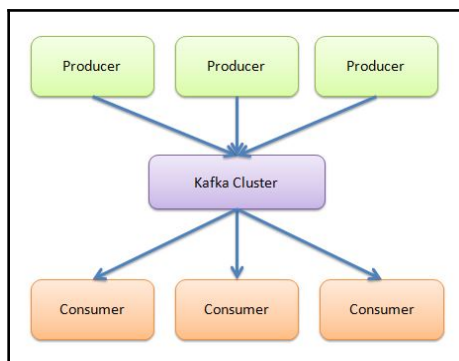 Producer
Producer
Producer
Kafka Cluster
Consumer
Consumer
Consumer